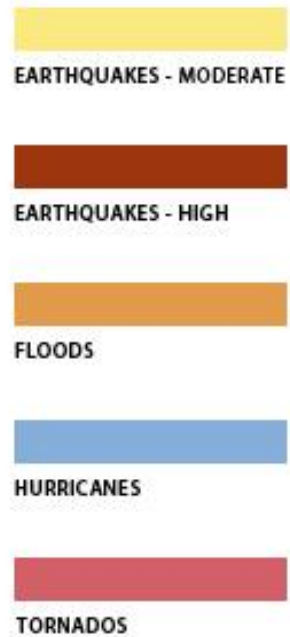 EARTHQUAKES - MODERATE
EARTHQUAKES - HIGH
FLOODS
HURRICANES
TORNADOS